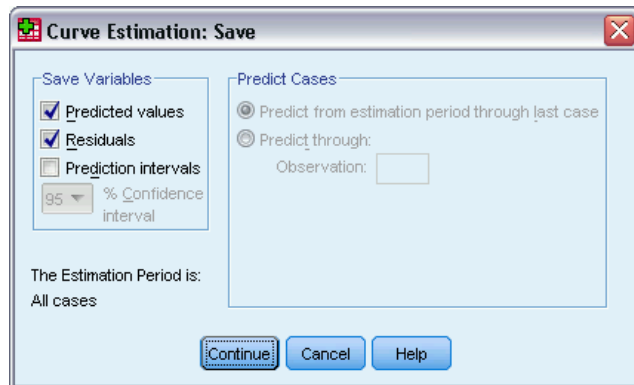 Curve Estimation: Save
Save Variables
Predicted values
Residuals
Prediction intervals
95 % Confidence
interval
Predict Cases
Predict from estimation period through last case
Predict through:
Observation:
The Estimation Period is:
All cases
Continue Cancel Help